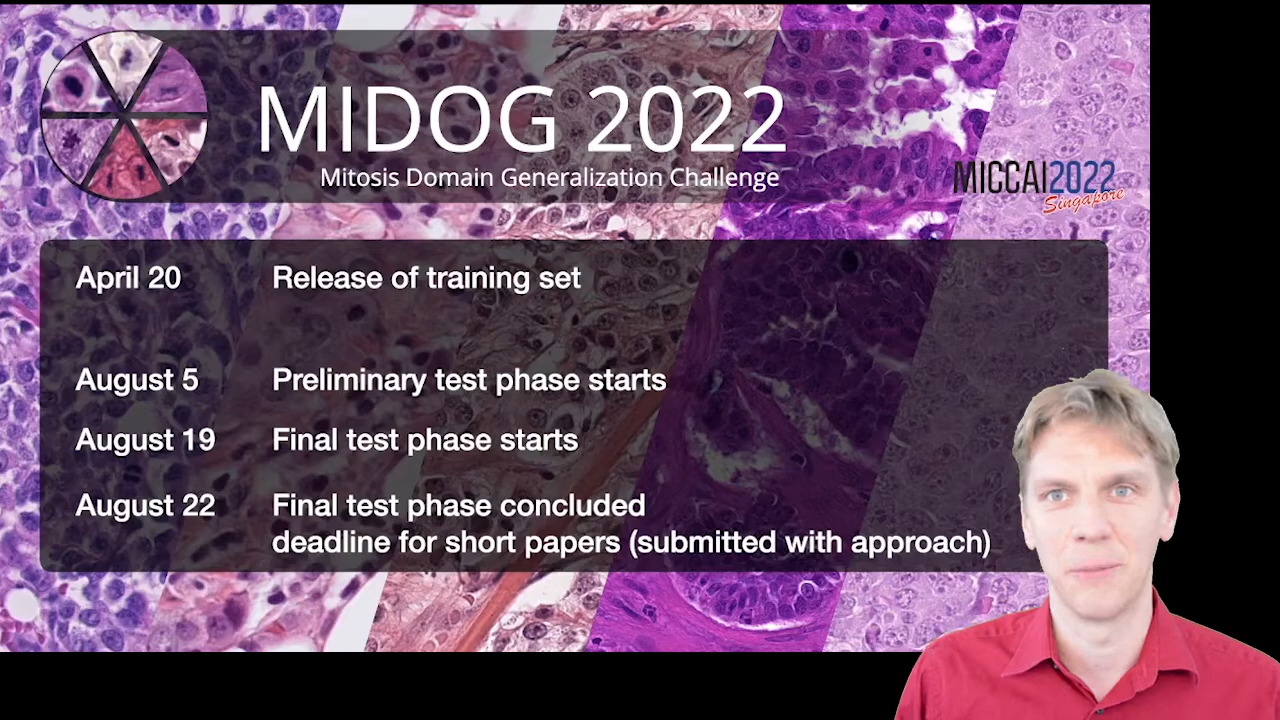 MIDOG 2022
Mitosis Domain Generalization Challenge
MICCAI2022
Singapore
April 20 Release of training set
August 5 Preliminary test phase starts
August 19 Final test phase starts
August 22 Final test phase concluded
deadline for short papers (submitted with approach)